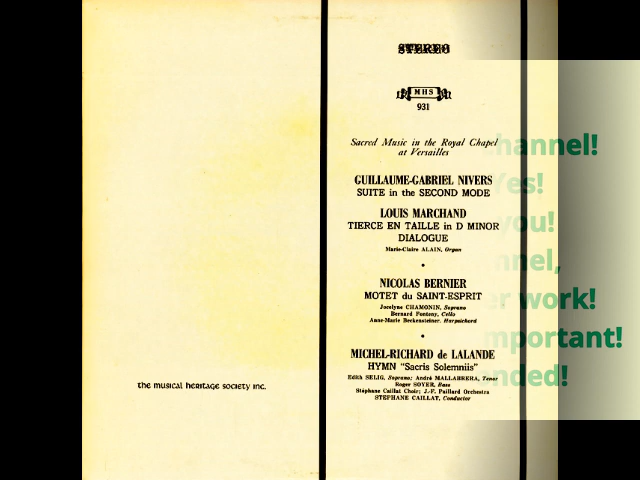 STEREO
MHS
931
Sacred Music in the Royal Chapel
at Versailles
GUILLAUME-GABRIEL NIVERS
SUITE in the SECOND MODE
LOUIS MARCHAND
TIERCE EN TAILLE in D MINOR
DIALOGUE
Marie-Claire ALAIN, Organ
NICOLAS BERNIER
MOTET du SAINT-ESPRIT
Jocelyne CHAMONIN, Soprano
Bernard Fonteny, Cello
Anne-Marie Beckensteiner, Harpsichord
MICHEL-RICHARD de LALANDE
HYMN "Sacris Solemniis"
Edith SELIG, Soprano; André MALLABRERA, Tenor
Roger SOYER, Bass
Stéphane Caillat Choir; J.-F. Paillard Orchestra
STEPHANE CAILLAT, Conductor
the musical heritage society inc.
hannel!
Yes!
you!
nnel,
er work!
mportant!
nded!